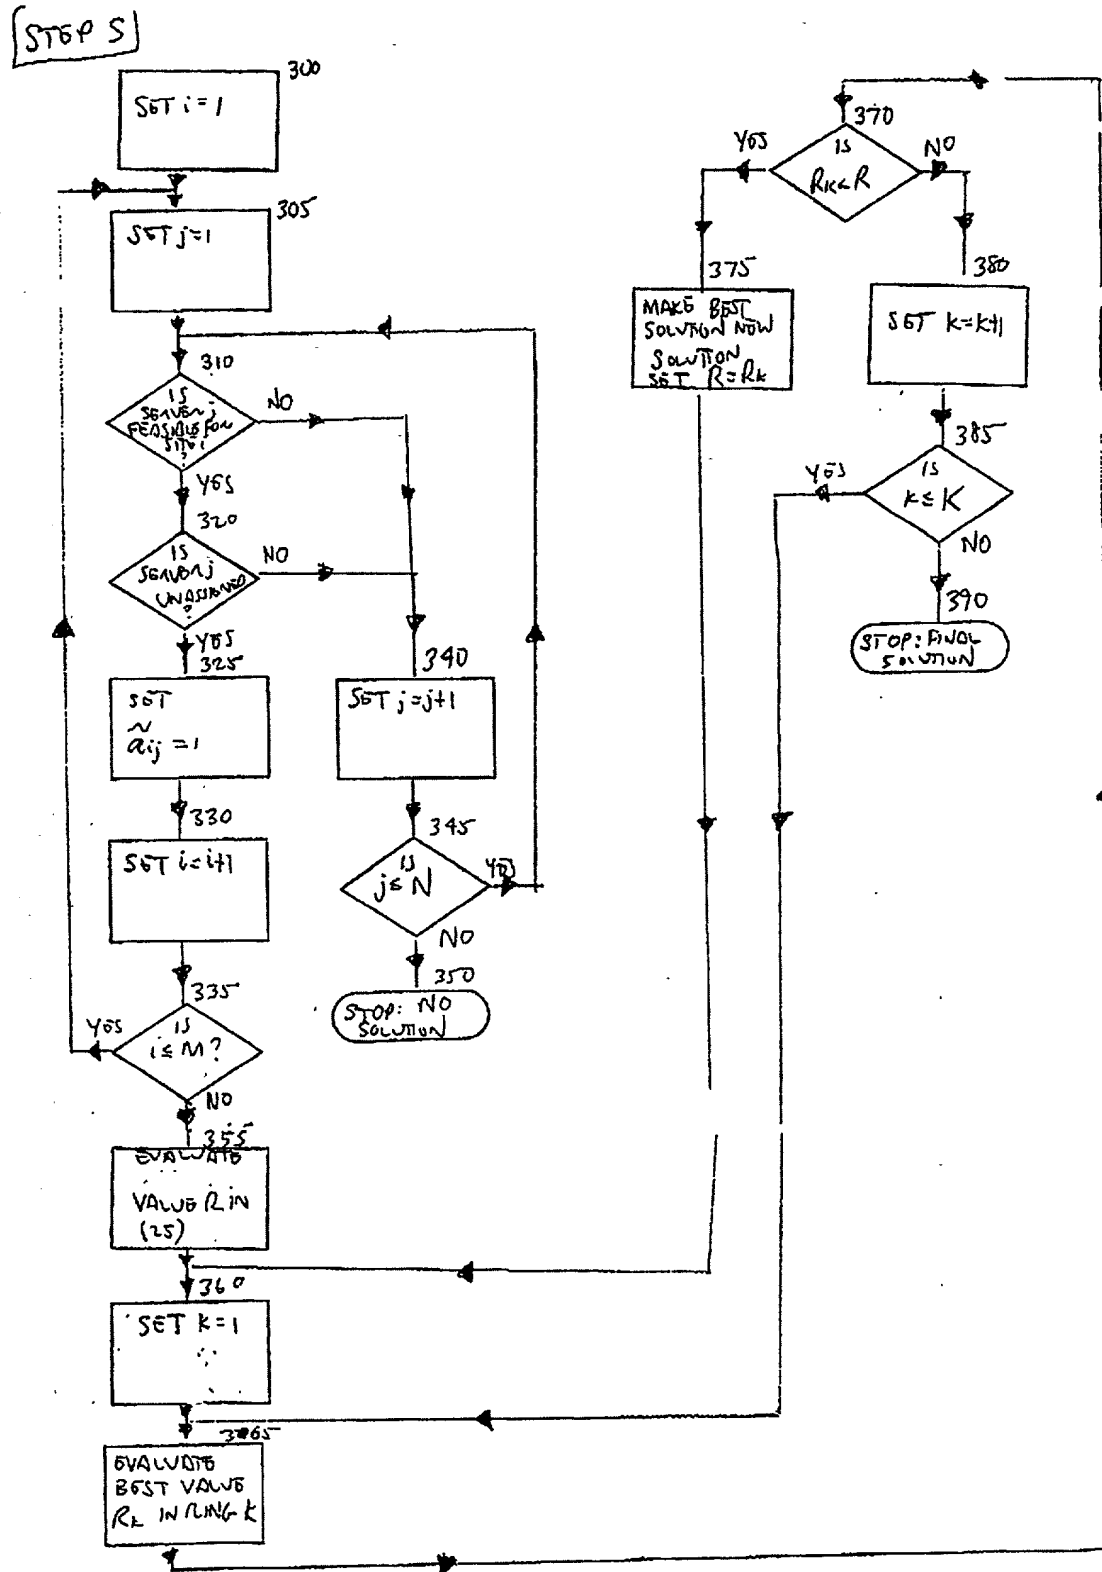 STEP 5
300
SET i = 1
305
SET j=1
310
IS
SERVER j
FEASIBLE FOR
SITE i
?
NO
YES
320
IS
SERVER j
UNASSIGNED
?
NO
YES
325
SET
ãij = 1
330
SET i=i+1
335
IS
i ≤ M?
YES
NO
340
SET j=j+1
345
IS
j ≤ N
YES
NO
350
STOP: NO
SOLUTION
355
EVALUATE
VALUE R IN
(25)
360
SET K = 1
365
EVALUATE
BEST VALUE
Rk IN RING K
370
IS
RK < R
YES
NO
375
MAKE BEST
SOLUTION NOW
SOLUTION
SET R=RK
380
SET k=k+1
385
IS
k ≤ K
YES
NO
390
STOP: FINAL
SOLUTION